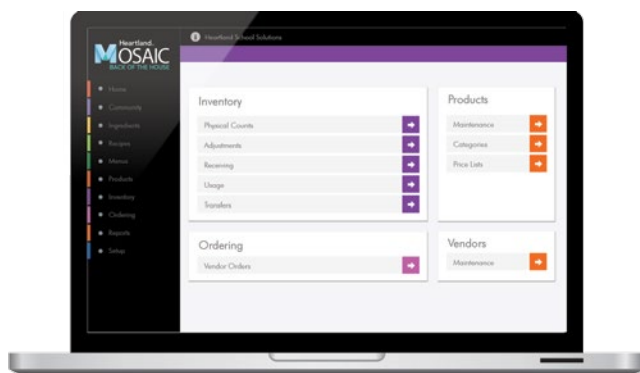 Heartland.
MOSAIC
BACK OF THE HOUSE
Heartland School Solutions
Home
Community
Ingredients
Recipes
Menus
Products
Inventory
Ordering
Reports
Setup
Inventory
Physical Counts
Adjustments
Receiving
Usage
Transfers
Products
Maintenance
Categories
Price Lists
Ordering
Vendor Orders
Vendors
Maintenance